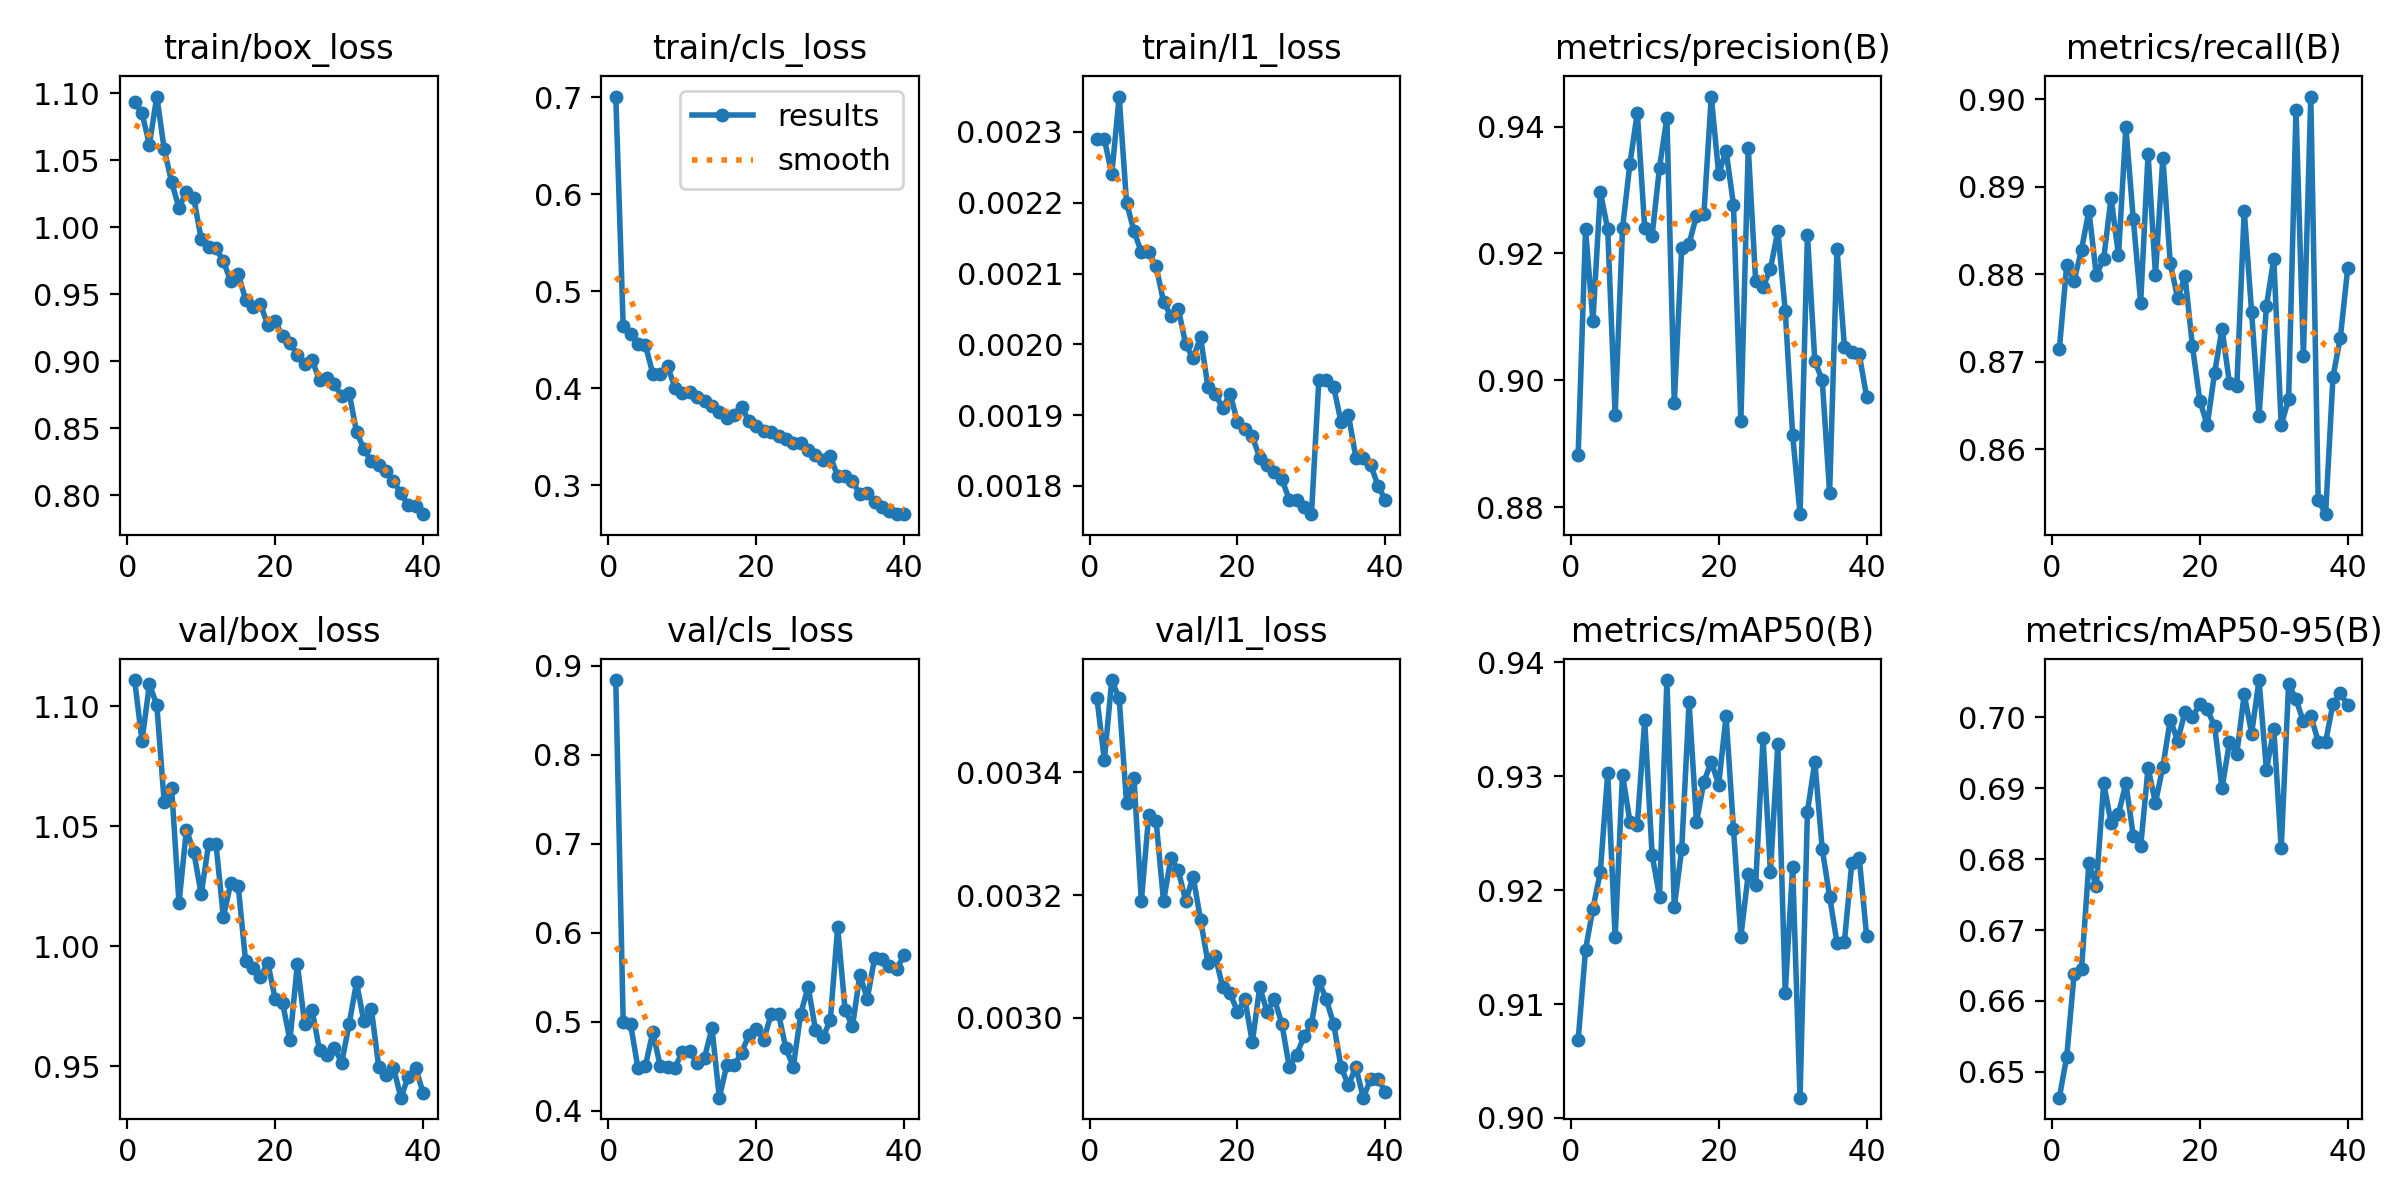 train/box_loss
1.10
1.05
1.00
0.95
0.90
0.85
0.80
0 20 40
train/cls_loss
results
smooth
0.7
0.6
0.5
0.4
0.3
0 20 40
train/l1_loss
0.0023
0.0022
0.0021
0.0020
0.0019
0.0018
0 20 40
metrics/precision(B)
0.94
0.92
0.90
0.88
0 20 40
metrics/recall(B)
0.90
0.89
0.88
0.87
0.86
0 20 40
val/box_loss
1.10
1.05
1.00
0.95
0 20 40
val/cls_loss
0.9
0.8
0.7
0.6
0.5
0.4
0 20 40
val/l1_loss
0.0034
0.0032
0.0030
0 20 40
metrics/mAP50(B)
0.94
0.93
0.92
0.91
0.90
0 20 40
metrics/mAP50-95(B)
0.70
0.69
0.68
0.67
0.66
0.65
0 20 40